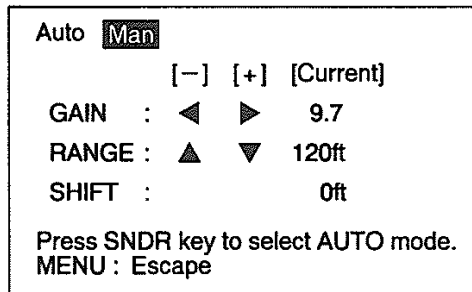 Auto Man
[−] [+] [Current]
GAIN : ◀ ▶ 9.7
RANGE : ▲ ▼ 120ft
SHIFT : 0ft
Press SNDR key to select AUTO mode.
MENU : Escape